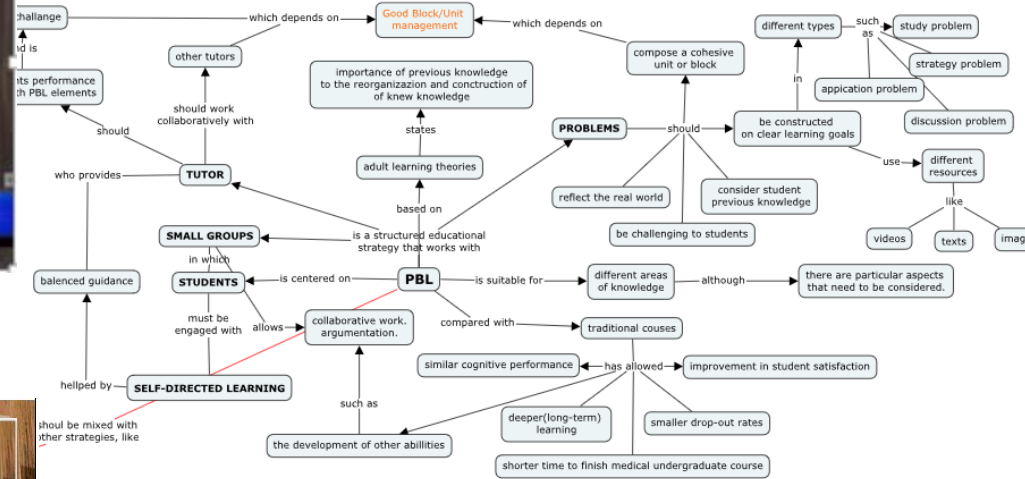 challange
which depends on
Good Block/Unit
management
which depends on
different types
such
as
study problem
strategy problem
appication problem
discussion problem
is
other tutors
compose a cohesive
unit or block
in
performance
PBL elements
importance of previous knowledge
to the reorganizazion and conctruction of
of knew knowledge
should work
collaboratively with
states
should
PROBLEMS
should
be constructed
on clear learning goals
use
different
resources
like
videos
texts
who provides
TUTOR
adult learning theories
based on
reflect the real world
consider student
previous knowledge
be challenging to students
SMALL GROUPS
is a structured educational
strategy that works with
in which
STUDENTS
is centered on
PBL
is suitable for
different areas
of knowledge
although
there are particular aspects
that need to be considered.
balenced guidance
must be
engaged with
allows
collaborative work.
argumentation.
compared with
traditional couses
similar cognitive performance
has allowed
improvement in student satisfaction
hellped by
SELF-DIRECTED LEARNING
such as
deeper(long-term)
learning
smaller drop-out rates
shoul be mixed with
other strategies, like
the development of other abillities
shorter time to finish medical undergraduate course